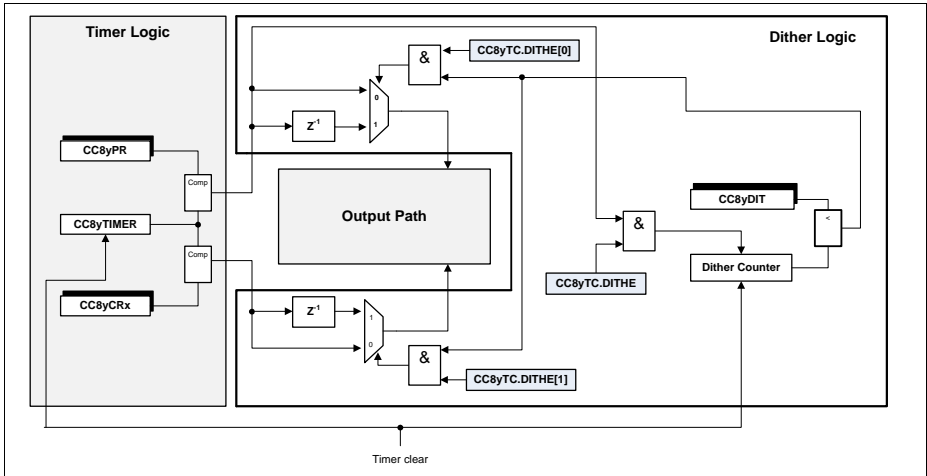 Timer Logic
Dither Logic
CC8yTC.DITHE[0]
&
0
1
Z-1
CC8yPR
Comp
CC8yTIMER
Comp
CC8yCRx
Output Path
CC8yDIT
<
&
Dither Counter
CC8yTC.DITHE
Z-1
1
0
&
CC8yTC.DITHE[1]
Timer clear